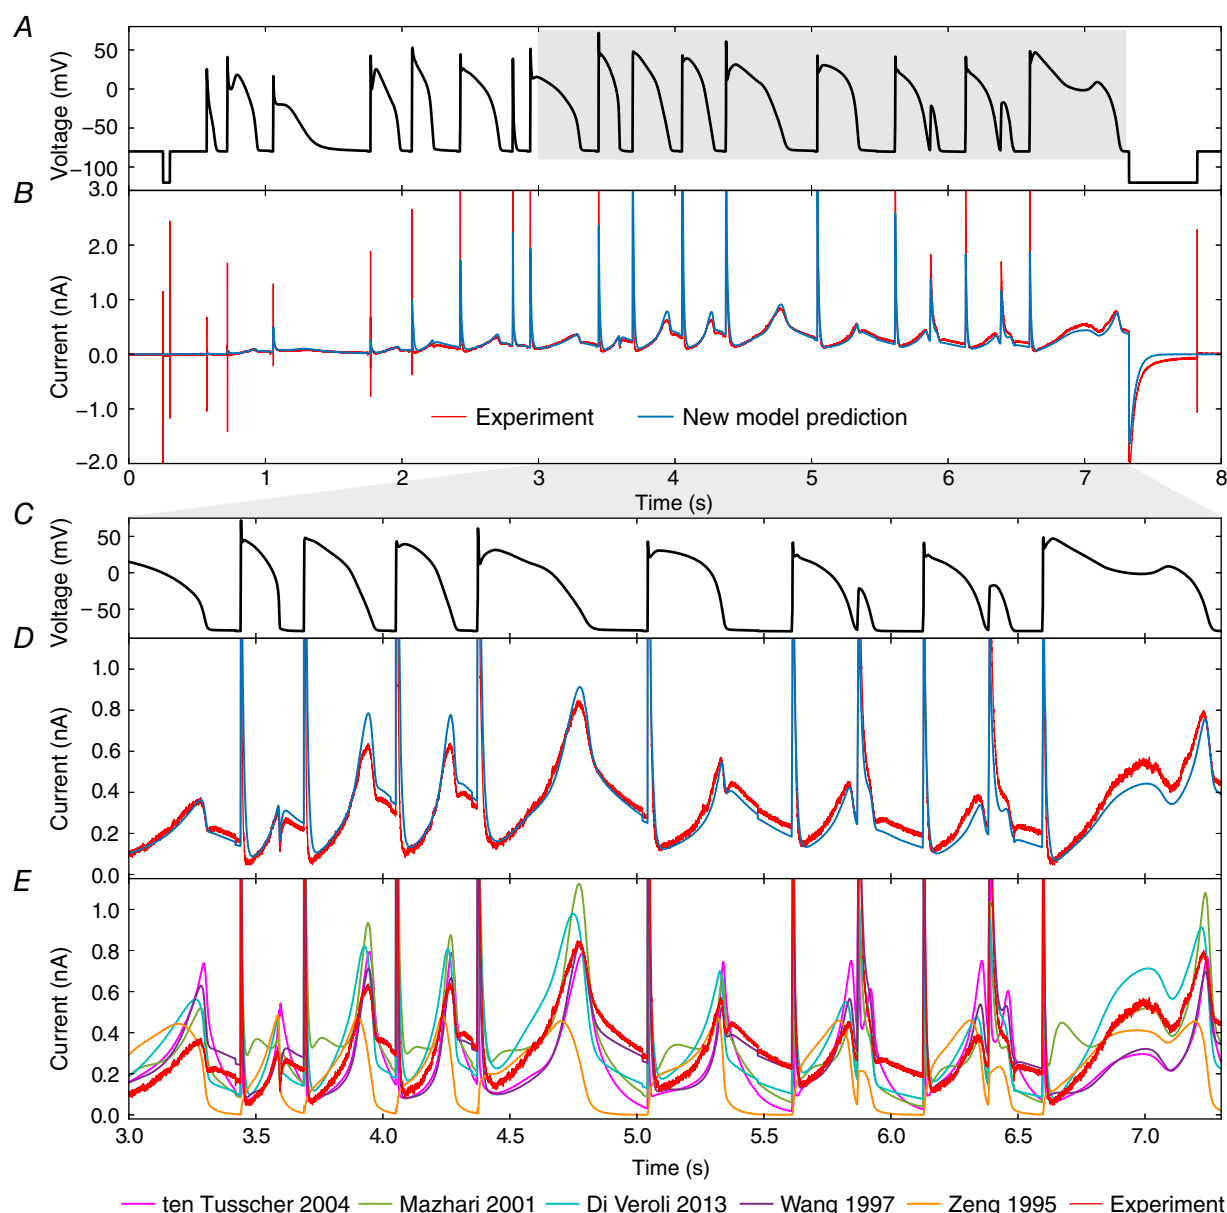 A
Voltage (mV)
50
0
−50
−100
B
Current (nA)
3.0
2.0
1.0
0.0
−1.0
−2.0
Experiment
New model prediction
0 1 2 3 4 5 6 7 8
Time (s)
C
Voltage (mV)
50
0
−50
D
Current (nA)
1.0
0.8
0.6
0.4
0.2
0.0
E
Current (nA)
0.0
0.8
0.6
0.4
0.2
0.0
3.0 3.5 4.0 4.5 5.0 5.5 6.0 6.5 7.0
Time (s)
ten Tusscher 2004 Mazhari 2001 Di Veroli 2013 Wang 1997 Zeng 1995 Experiment